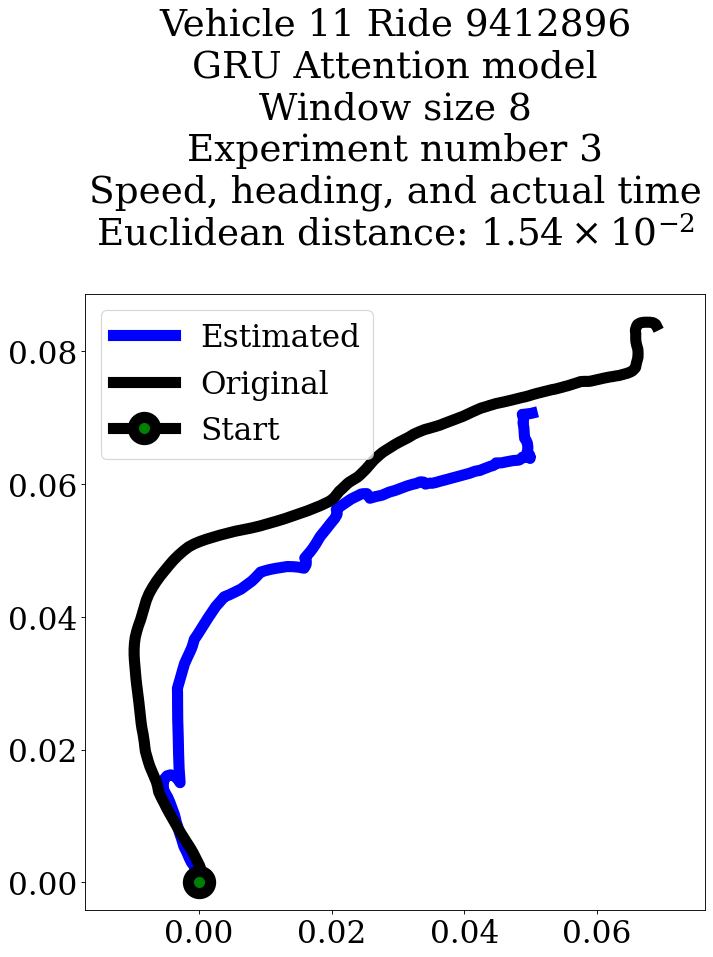 Vehicle 11 Ride 9412896
GRU Attention model
Window size 8
Experiment number 3
Speed, heading, and actual time
Euclidean distance: 1.54 × 10⁻²
Estimated
Original
Start
0.08
0.06
0.04
0.02
0.00
0.00 0.02 0.04 0.06